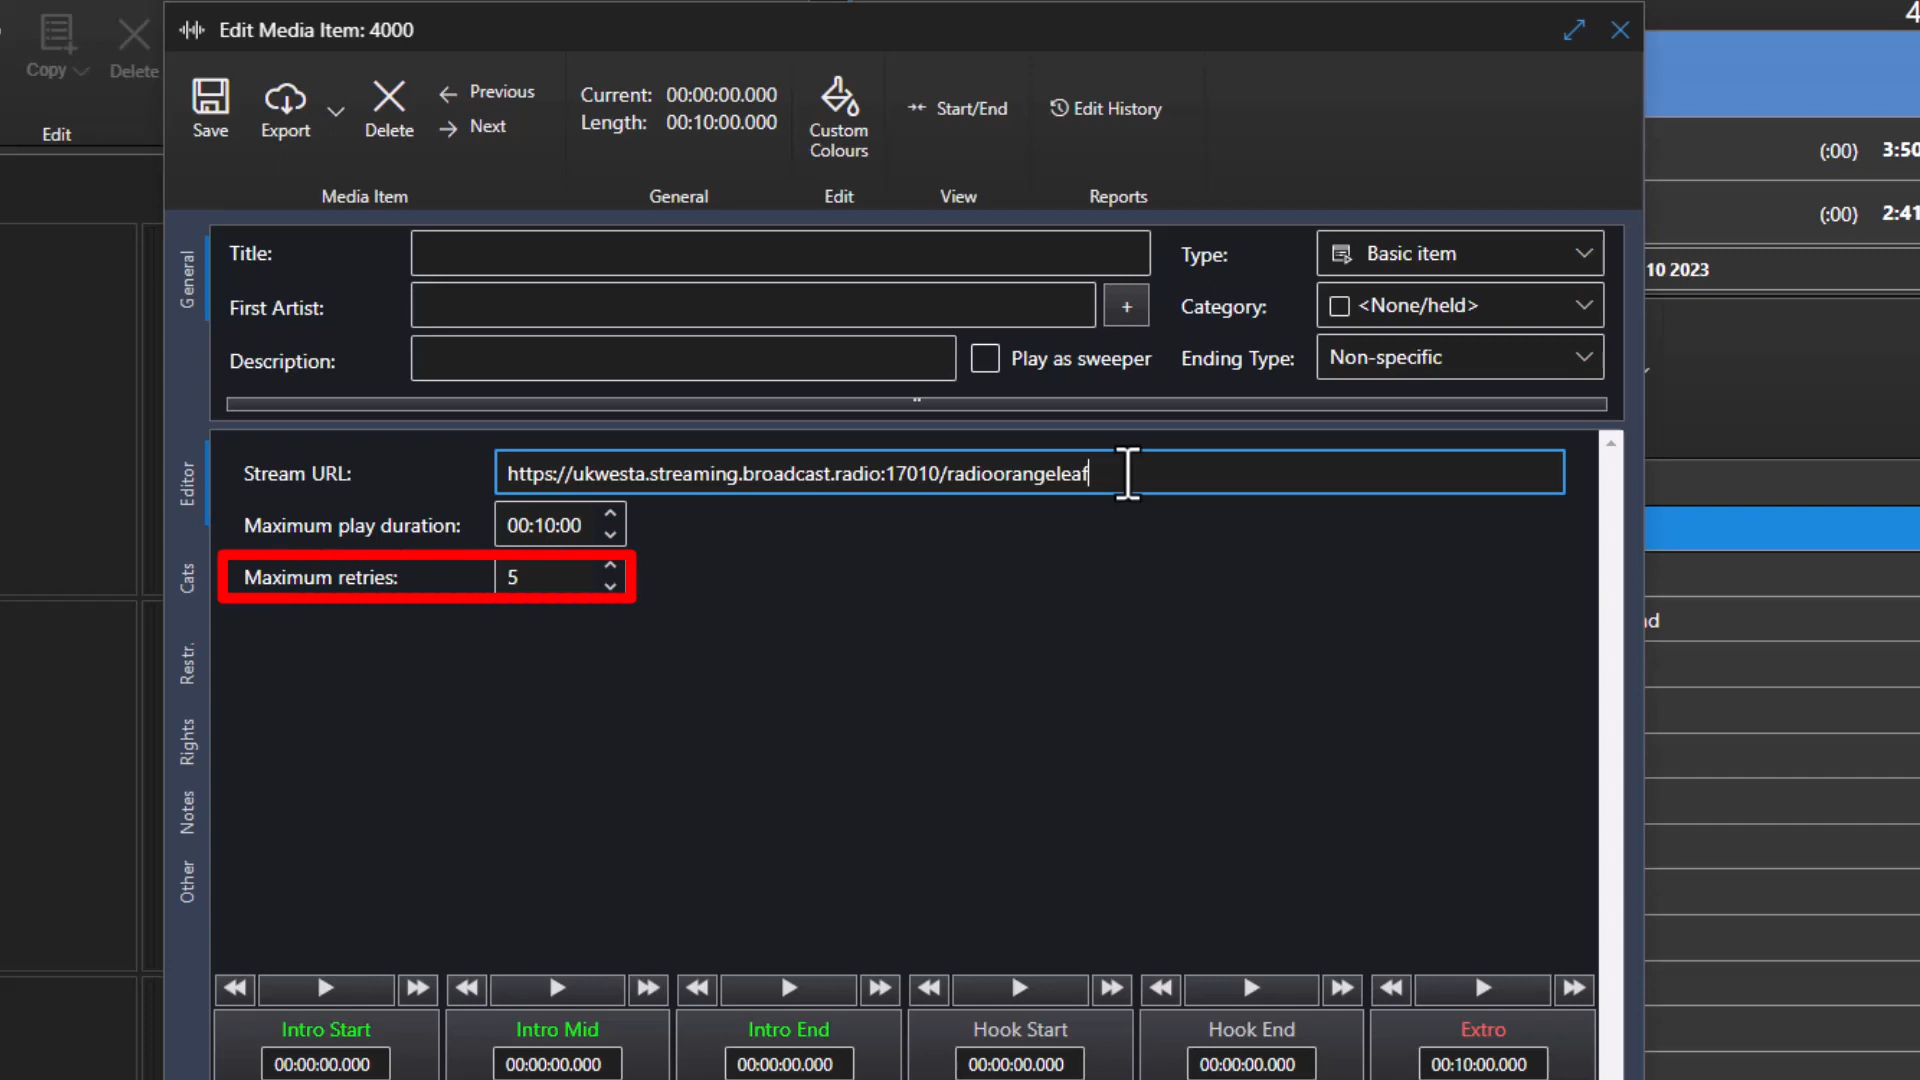 Edit Media Item: 4000
Copy
Delete
Edit
Save
Export
Delete
Previous
Next
Current: 00:00:00.000
Length: 00:10:00.000
Custom
Colours
Start/End
Edit History
Media Item
General
Edit
View
Reports
(:00) 3:50
(:00) 2:41
10 2023
General
Title:
Type: Basic item
First Artist:
+
Category: <None/held>
Description:
Play as sweeper
Ending Type: Non-specific
Editor
Stream URL: https://ukwesta.streaming.broadcast.radio:17010/radioorangeleaf
Maximum play duration: 00:10:00
Cats
Maximum retries: 5
Restr.
Rights
Notes
Other
Intro Start
Intro Mid
Intro End
Hook Start
Hook End
Extro
00:00:00.000
00:00:00.000
00:00:00.000
00:00:00.000
00:00:00.000
00:10:00.000